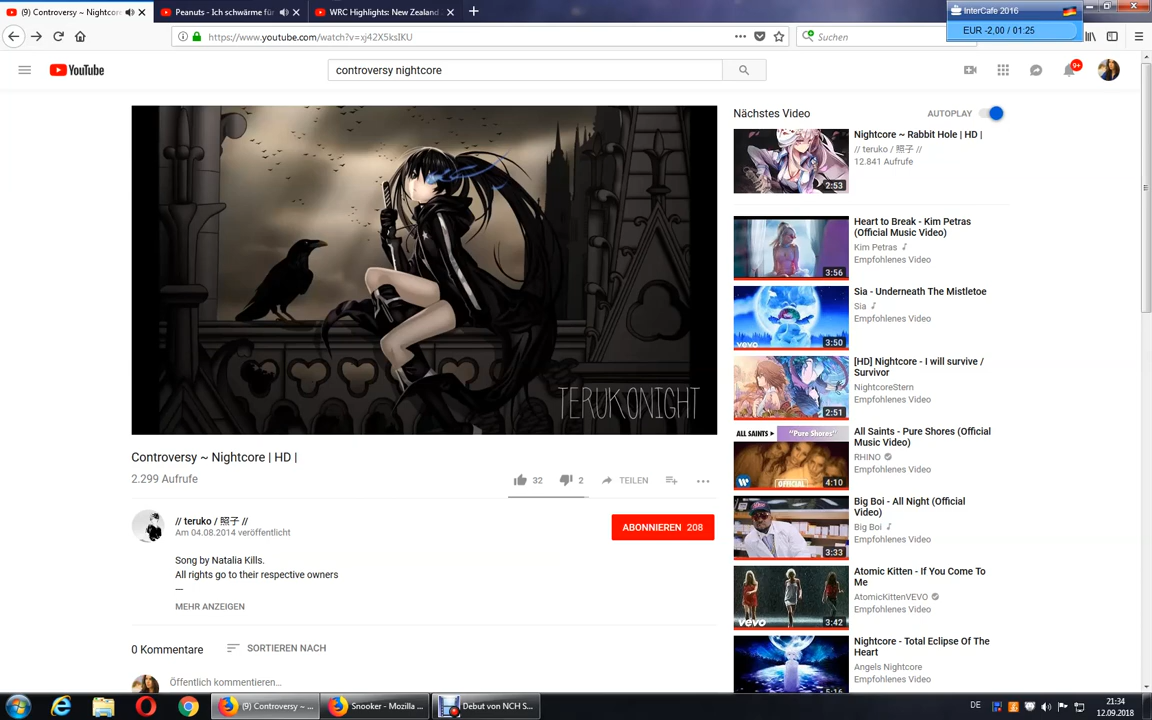 (9) Controversy ~ Nightcore
Peanuts - Ich schwärme für
WRC Highlights: New Zealand
InterCafe 2016
EUR -2,00 / 01:25
https://www.youtube.com/watch?v=xj42X5ksIKU
Suchen
YouTube
controversy nightcore
9+
TERUKONIGHT
Controversy ~ Nightcore | HD |
2.299 Aufrufe
32
2
TEILEN
// teruko / 照子 //
Am 04.08.2014 veröffentlicht
ABONNIEREN 208
Song by Natalia Kills.
All rights go to their respective owners
---
MEHR ANZEIGEN
0 Kommentare
SORTIEREN NACH
Öffentlich kommentieren...
Nächstes Video
AUTOPLAY
Nightcore ~ Rabbit Hole | HD |
// teruko / 照子 //
12.841 Aufrufe
2:53
Heart to Break - Kim Petras
(Official Music Video)
Kim Petras
Empfohlenes Video
3:56
Sia - Underneath The Mistletoe
Sia
Empfohlenes Video
vevo
3:50
[HD] Nightcore - I will survive /
Survivor
NightcoreStern
Empfohlenes Video
2:51
ALL SAINTS
"Pure Shores"
OFFICIAL
All Saints - Pure Shores (Official
Music Video)
RHINO
Empfohlenes Video
4:10
Big Boi - All Night (Official
Video)
Big Boi
Empfohlenes Video
3:33
Atomic Kitten - If You Come To
Me
AtomicKittenVEVO
Empfohlenes Video
vevo
3:42
Nightcore - Total Eclipse Of The
Heart
Angels Nightcore
Empfohlenes Video
5:16
(9) Controversy ~ ...
Snooker - Mozilla ...
Debut von NCH S...
DE
21:34
12.09.2018